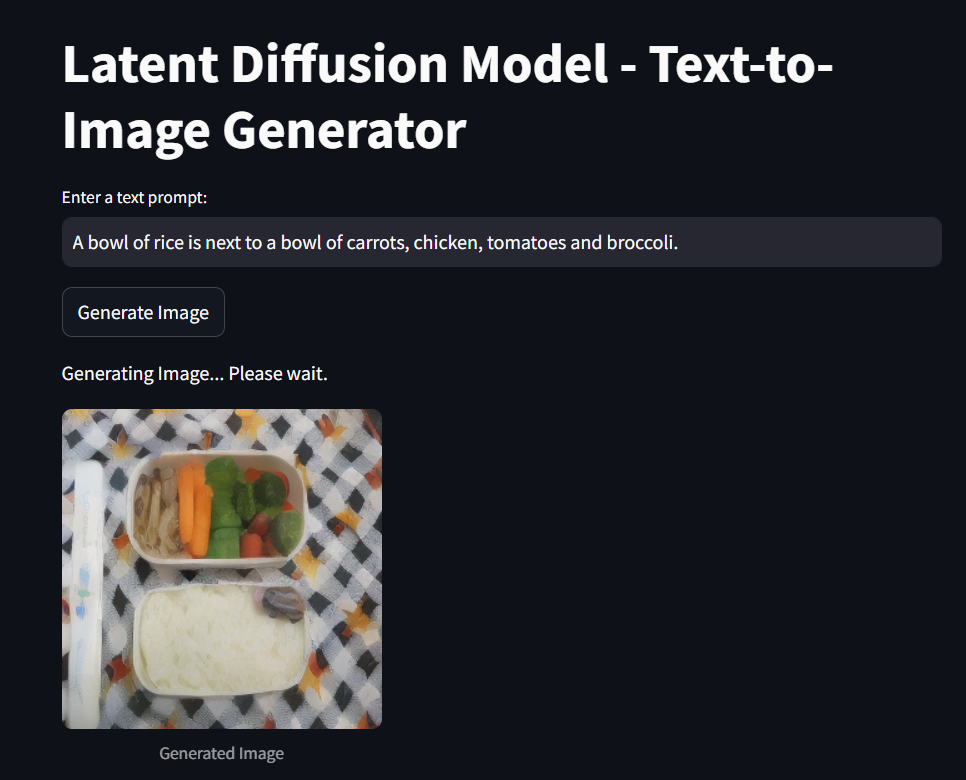 Latent Diffusion Model - Text-to-
Image Generator
Enter a text prompt:
A bowl of rice is next to a bowl of carrots, chicken, tomatoes and broccoli.
Generate Image
Generating Image... Please wait.
Generated Image